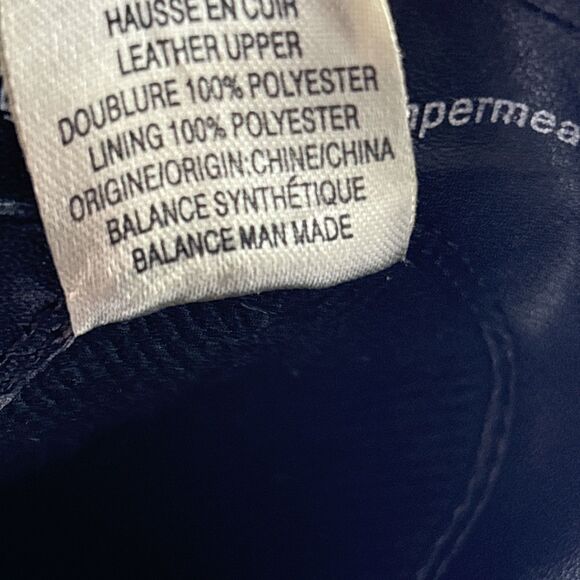 HAUSSE EN CUIR
LEATHER UPPER
DOUBLURE 100% POLYESTER
LINING 100% POLYESTER
ORIGINE/ORIGIN:CHINE/CHINA
BALANCE SYNTHÉTIQUE
BALANCE MAN MADE
mpermea